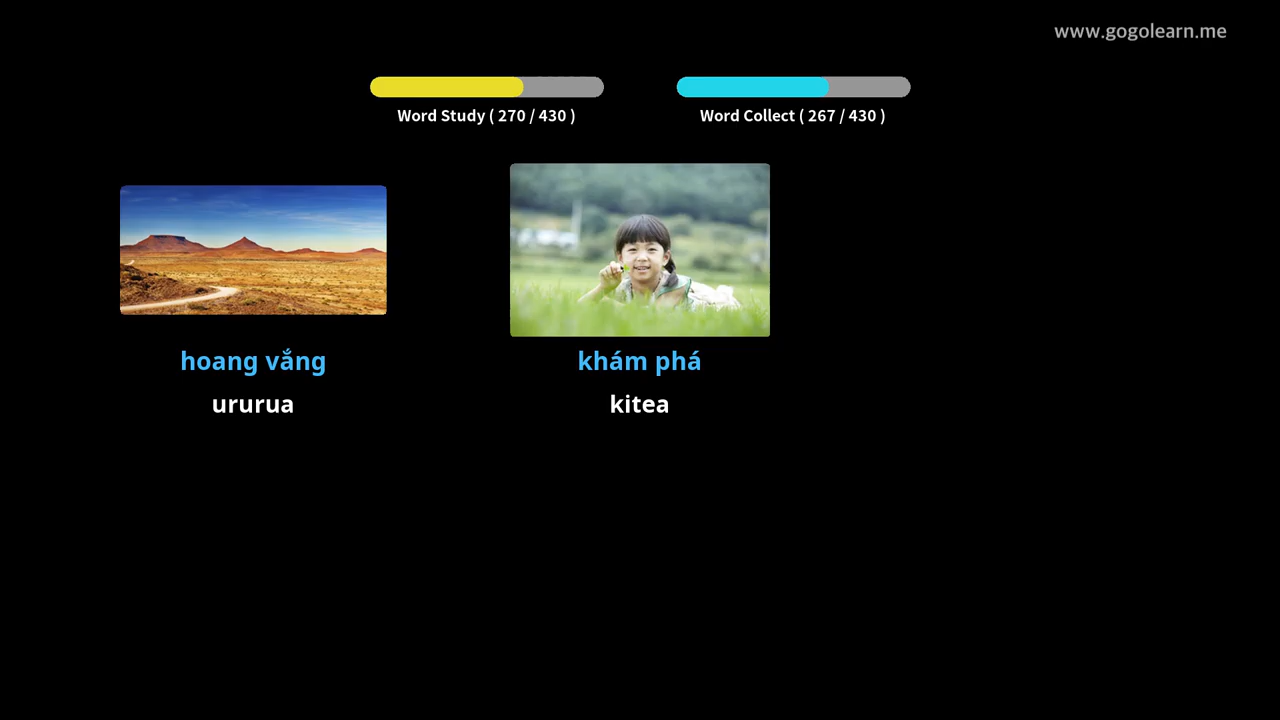 www.gogolearn.me
Word Study ( 270 / 430 )
Word Collect ( 267 / 430 )
hoang vắng
ururua
khám phá
kitea